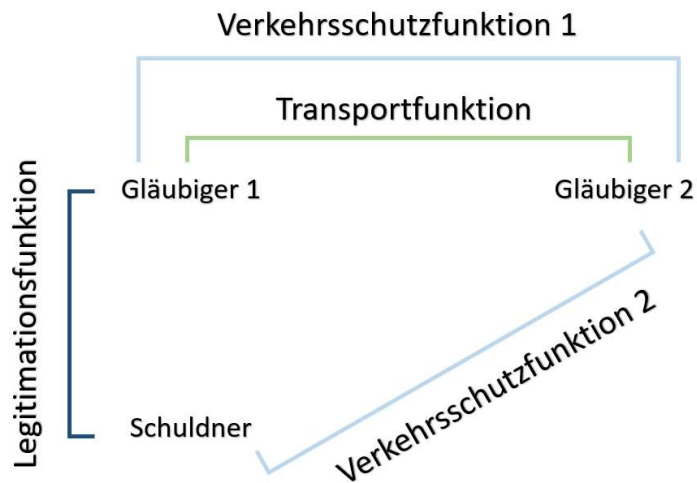 Verkehrsschutzfunktion 1
Transportfunktion
Gläubiger 1
Gläubiger 2
Legitimationsfunktion
Verkehrsschutzfunktion 2
Schuldner